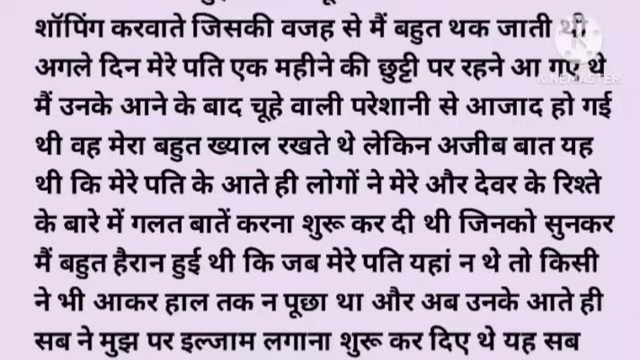 शॉपिंग करवाते जिसकी वजह से मैं बहुत थक जाती थी
अगले दिन मेरे पति एक महीने की छुट्टी पर रहने आ गए थे
मैं उनके आने के बाद चूहे वाली परेशानी से आजाद हो गई
थी वह मेरा बहुत ख्याल रखते थे लेकिन अजीब बात यह
थी कि मेरे पति के आते ही लोगों ने मेरे और देवर के रिश्ते
के बारे में गलत बातें करना शुरू कर दी थी जिनको सुनकर
मैं बहुत हैरान हुई थी कि जब मेरे पति यहां न थे तो किसी
ने भी आकर हाल तक न पूछा था और अब उनके आते ही
सब ने मुझ पर इल्जाम लगाना शुरू कर दिए थे यह सब
KINEMASTER